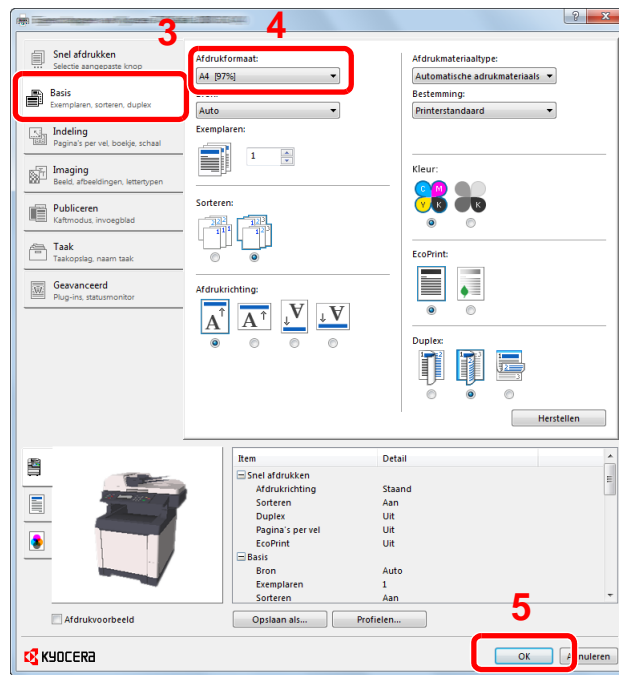 3
4
5
Snel afdrukken
Selectie aangepaste knop
Basis
Exemplaren, sorteren, duplex
Indeling
Pagina's per vel, boekje, schaal
Imaging
Beeld, afbeeldingen, lettertypen
Publiceren
Kaftmodus, invoegblad
Taak
Taakopslag, naam taak
Geavanceerd
Plug-ins, statusmonitor
Afdrukformaat:
A4 [97%]
Auto
Exemplaren:
1
Sorteren:
Afdrukrichting:
Afdrukmateriaaltype:
Automatische adrukmateriaals
Bestemming:
Printerstandaard
Kleur:
C M
Y K K
EcoPrint:
Duplex:
Herstellen
Item Detail
Snel afdrukken
Afdrukrichting Staand
Sorteren Aan
Duplex Uit
Pagina's per vel Uit
EcoPrint Uit
Basis
Bron Auto
Exemplaren 1
Sorteren Aan
Afdrukvoorbeeld
Opslaan als...
Profielen...
KYOCERA
OK